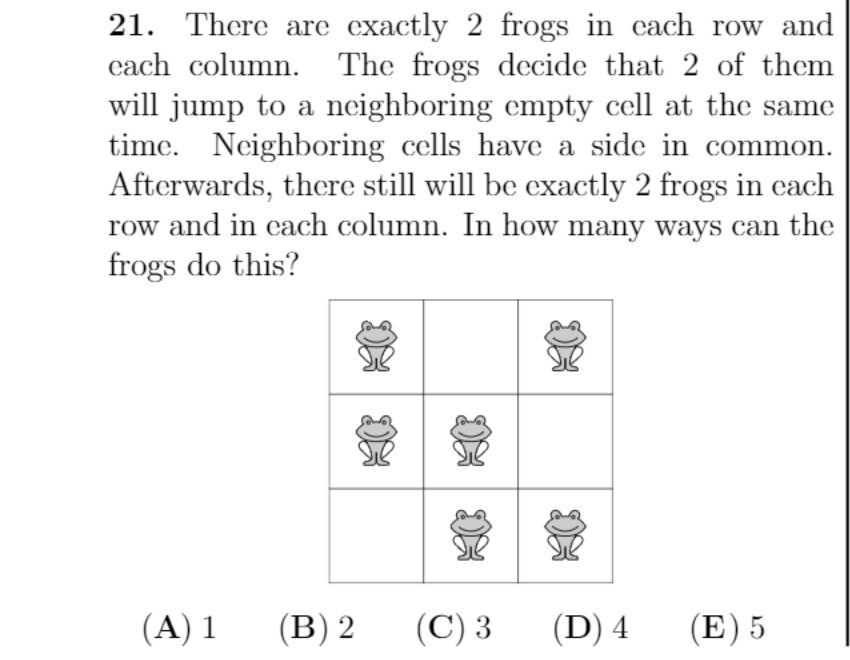 21. There are exactly 2 frogs in each row and
each column. The frogs decide that 2 of them
will jump to a neighboring empty cell at the same
time. Neighboring cells have a side in common.
Afterwards, there still will be exactly 2 frogs in each
row and in each column. In how many ways can the
frogs do this?
(A) 1 (B) 2 (C) 3 (D) 4 (E) 5